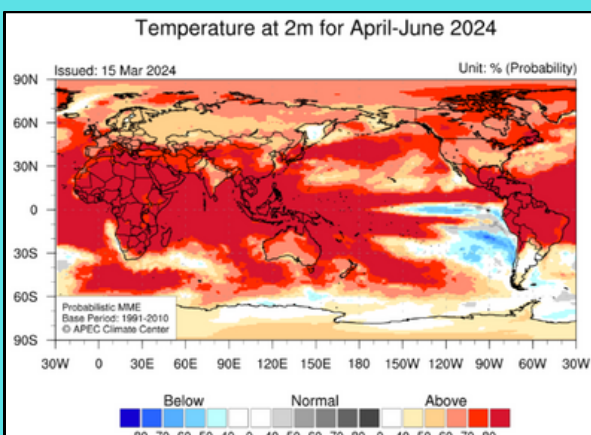 Temperature at 2m for April-June 2024
Issued: 15 Mar 2024 Unit: % (Probability)
90N
60N
30N
0
30S
60S
90S
Probabilistic MME
Base Period: 1991-2010
© APEC Climate Center
30W 0 30E 60E 90E 120E 150E 180 150W 120W 90W 60W 30W
Below Normal Above